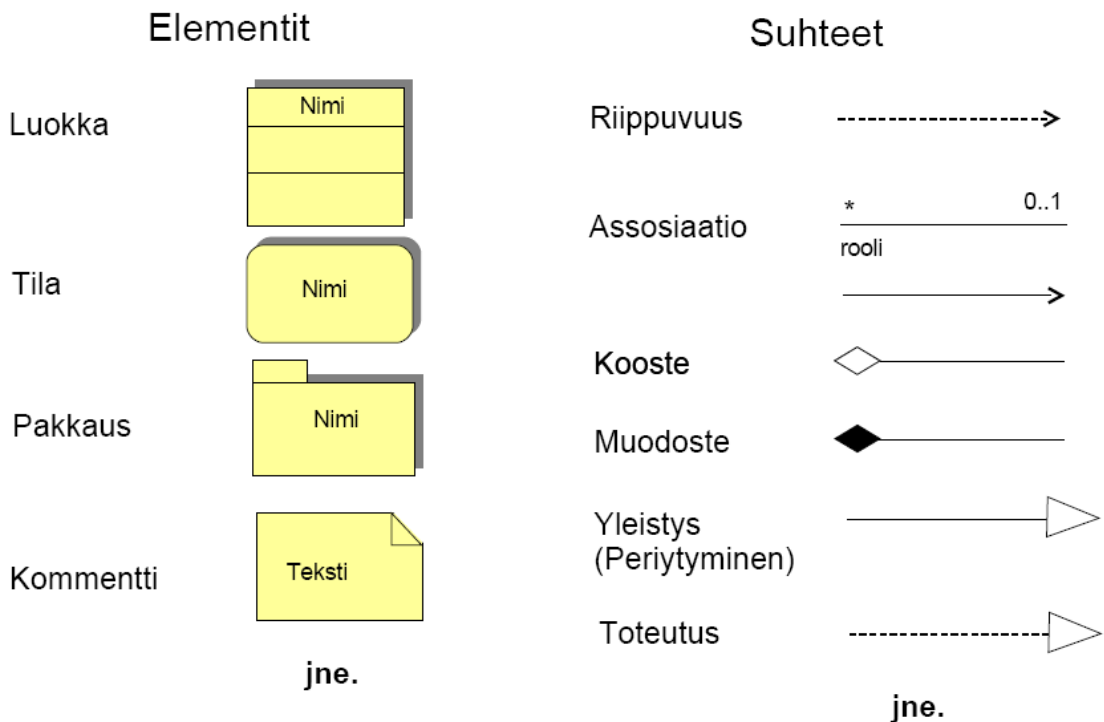 Elementit
Luokka
Nimi
Tila
Nimi
Pakkaus
Nimi
Kommentti
Teksti
jne.
Suhteet
Riippuvuus
Assosiaatio
* 0..1
rooli
Kooste
Muodoste
Yleistys
(Periytyminen)
Toteutus
jne.